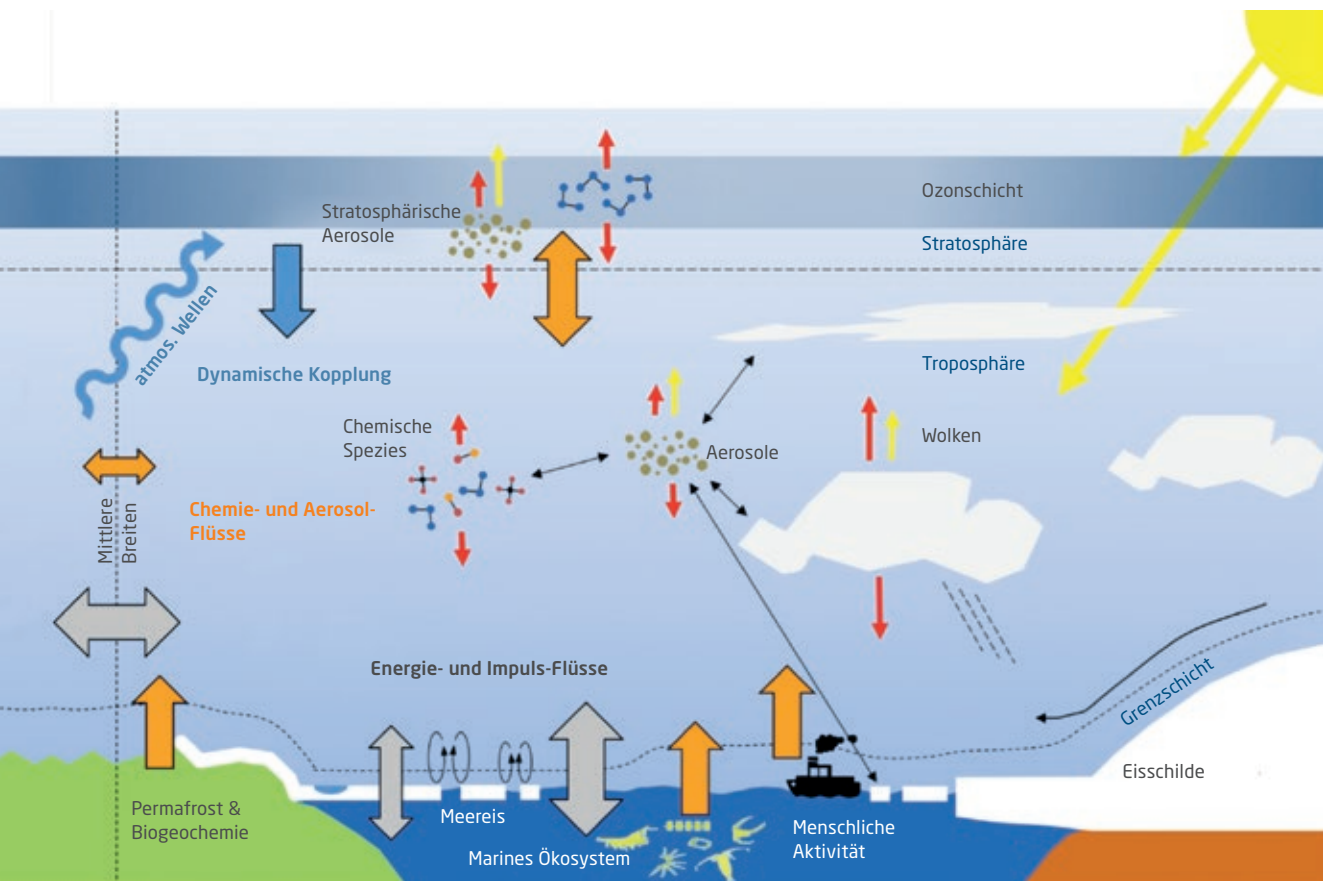 Ozonschicht
Stratosphärische
Aerosole
Stratosphäre
atmos. Wellen
Troposphäre
Dynamische Kopplung
Chemische
Spezies
Aerosole
Wolken
Mittlere
Breiten
Chemie- und Aerosol-
Flüsse
Energie- und Impuls-Flüsse
Grenzschicht
Eisschilde
Permafrost &
Biogeochemie
Meereis
Marines Ökosystem
Menschliche
Aktivität